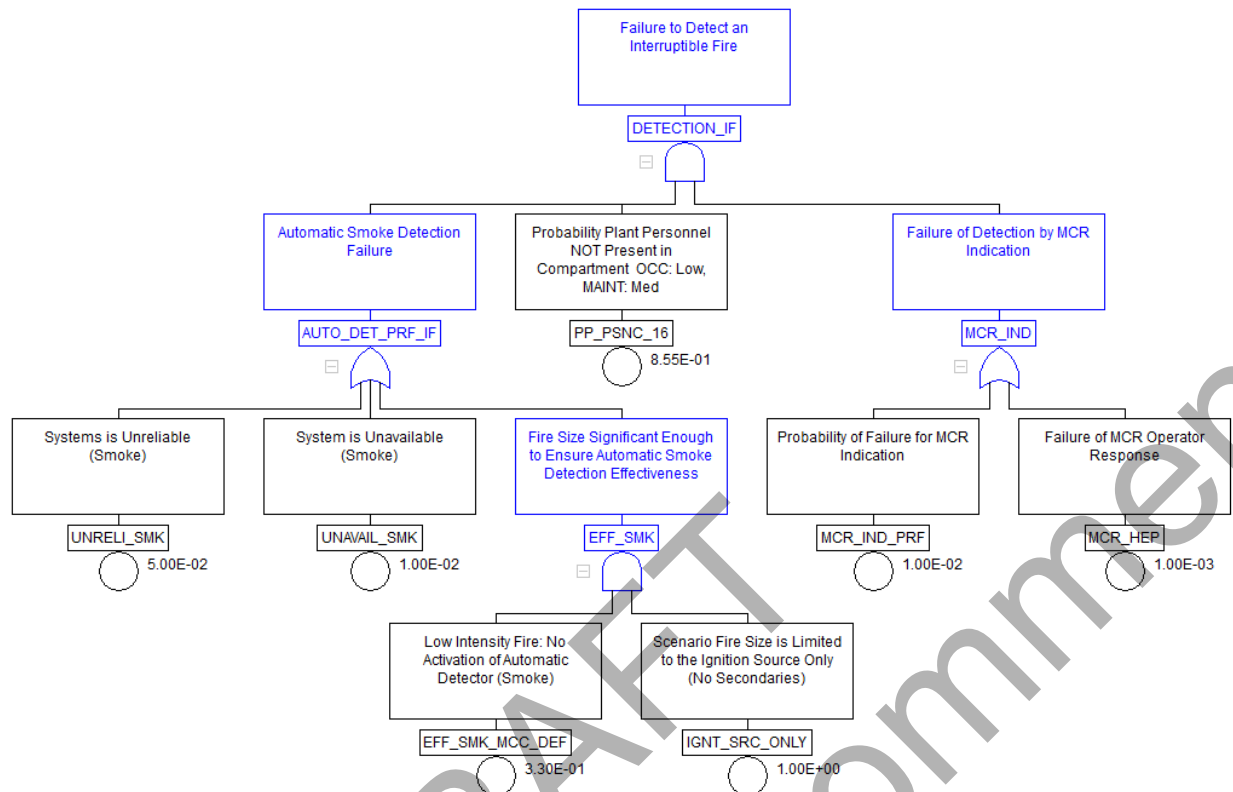 Failure to Detect an
Interruptible Fire
DETECTION_IF
Automatic Smoke Detection
Failure
AUTO_DET_PRF_IF
Probability Plant Personnel
NOT Present in
Compartment OCC: Low,
MAINT: Med
PP_PSNC_16
8.55E-01
Failure of Detection by MCR
Indication
MCR_IND
Systems is Unreliable
(Smoke)
UNRELI_SMK
5.00E-02
System is Unavailable
(Smoke)
UNAVAIL_SMK
1.00E-02
Fire Size Significant Enough
to Ensure Automatic Smoke
Detection Effectiveness
EFF_SMK
Probability of Failure for MCR
Indication
MCR_IND_PRF
1.00E-02
Failure of MCR Operator
Response
MCR_HEP
1.00E-03
Low Intensity Fire: No
Activation of Automatic
Detector (Smoke)
EFF_SMK_MCC_DEF
3.30E-01
Scenario Fire Size is Limited
to the Ignition Source Only
(No Secondaries)
IGNT_SRC_ONLY
1.00E+00